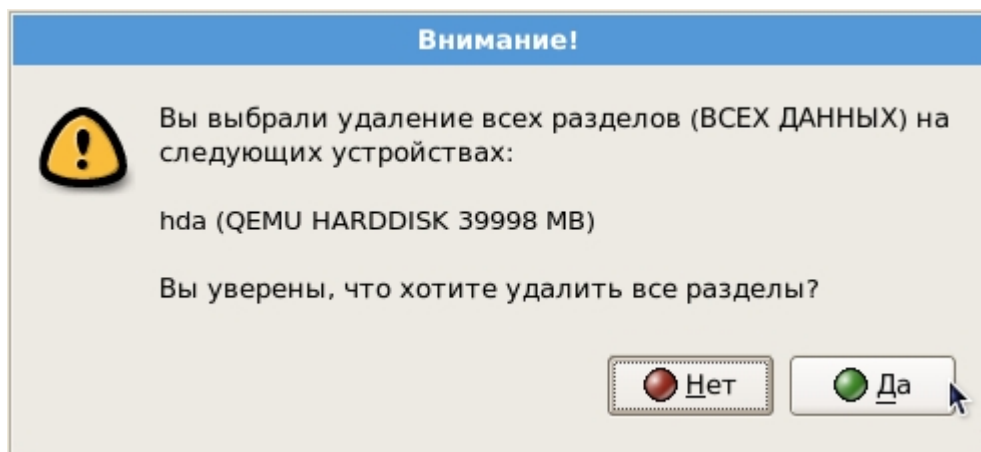 Внимание!
Вы выбрали удаление всех разделов (ВСЕХ ДАННЫХ) на
следующих устройствах:
hda (QEMU HARDDISK 39998 MB)
Вы уверены, что хотите удалить все разделы?
Нет Да